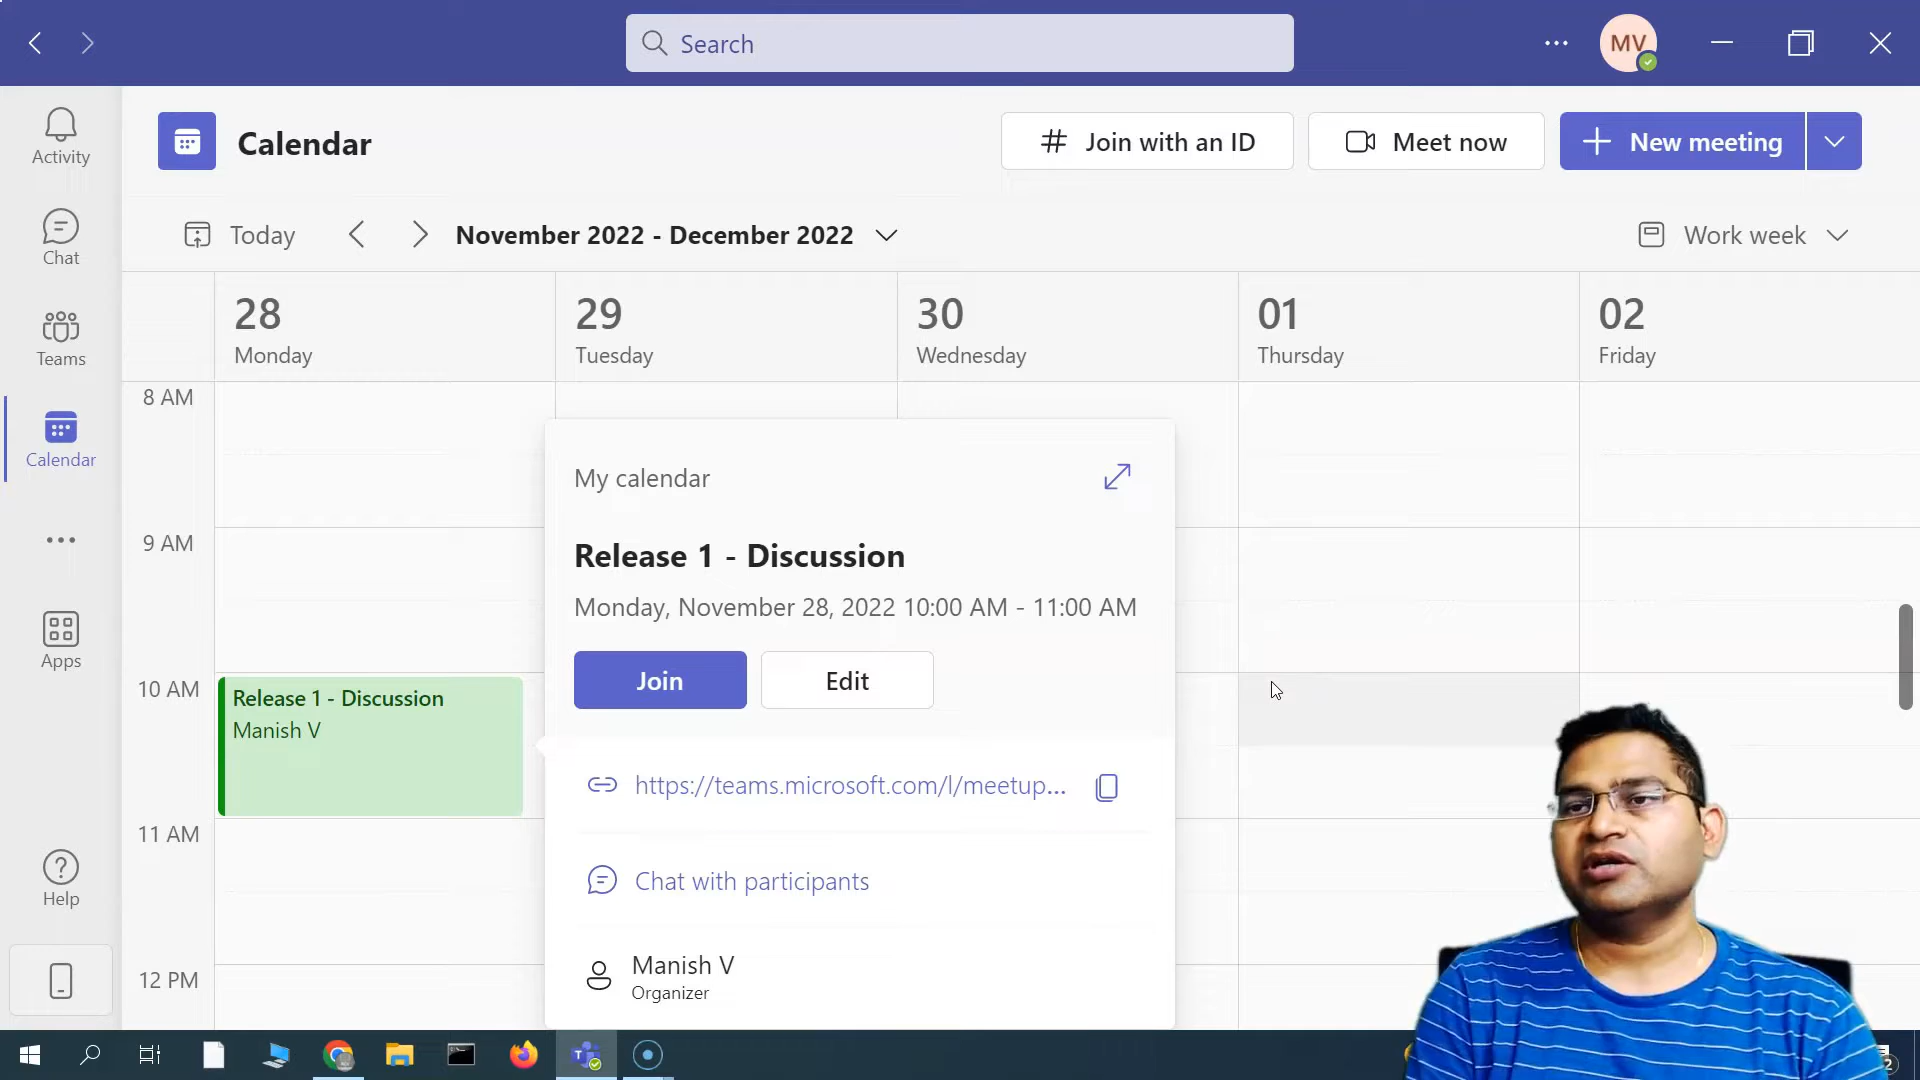 Search
MV
Activity
Chat
Teams
Calendar
Apps
Help
Calendar
Join with an ID
Meet now
New meeting
Today
November 2022 - December 2022
Work week
28
Monday
29
Tuesday
30
Wednesday
01
Thursday
02
Friday
8 AM
9 AM
10 AM
11 AM
12 PM
Release 1 - Discussion
Manish V
My calendar
Release 1 - Discussion
Monday, November 28, 2022 10:00 AM - 11:00 AM
Join
Edit
https://teams.microsoft.com/l/meetup...
Chat with participants
Manish V
Organizer
T
2